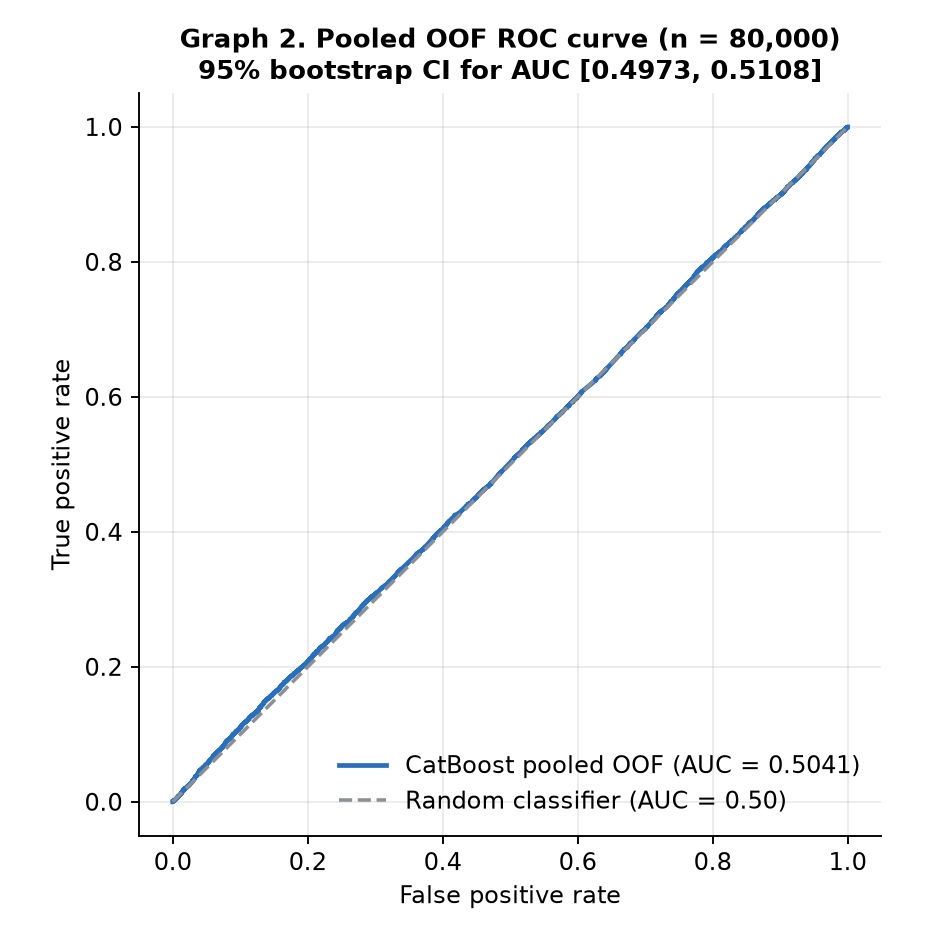 Graph 2. Pooled OOF ROC curve (n = 80,000)
95% bootstrap CI for AUC [0.4973, 0.5108]
True positive rate
1.0
0.8
0.6
0.4
0.2
0.0
CatBoost pooled OOF (AUC = 0.5041)
Random classifier (AUC = 0.50)
0.0 0.2 0.4 0.6 0.8 1.0
False positive rate